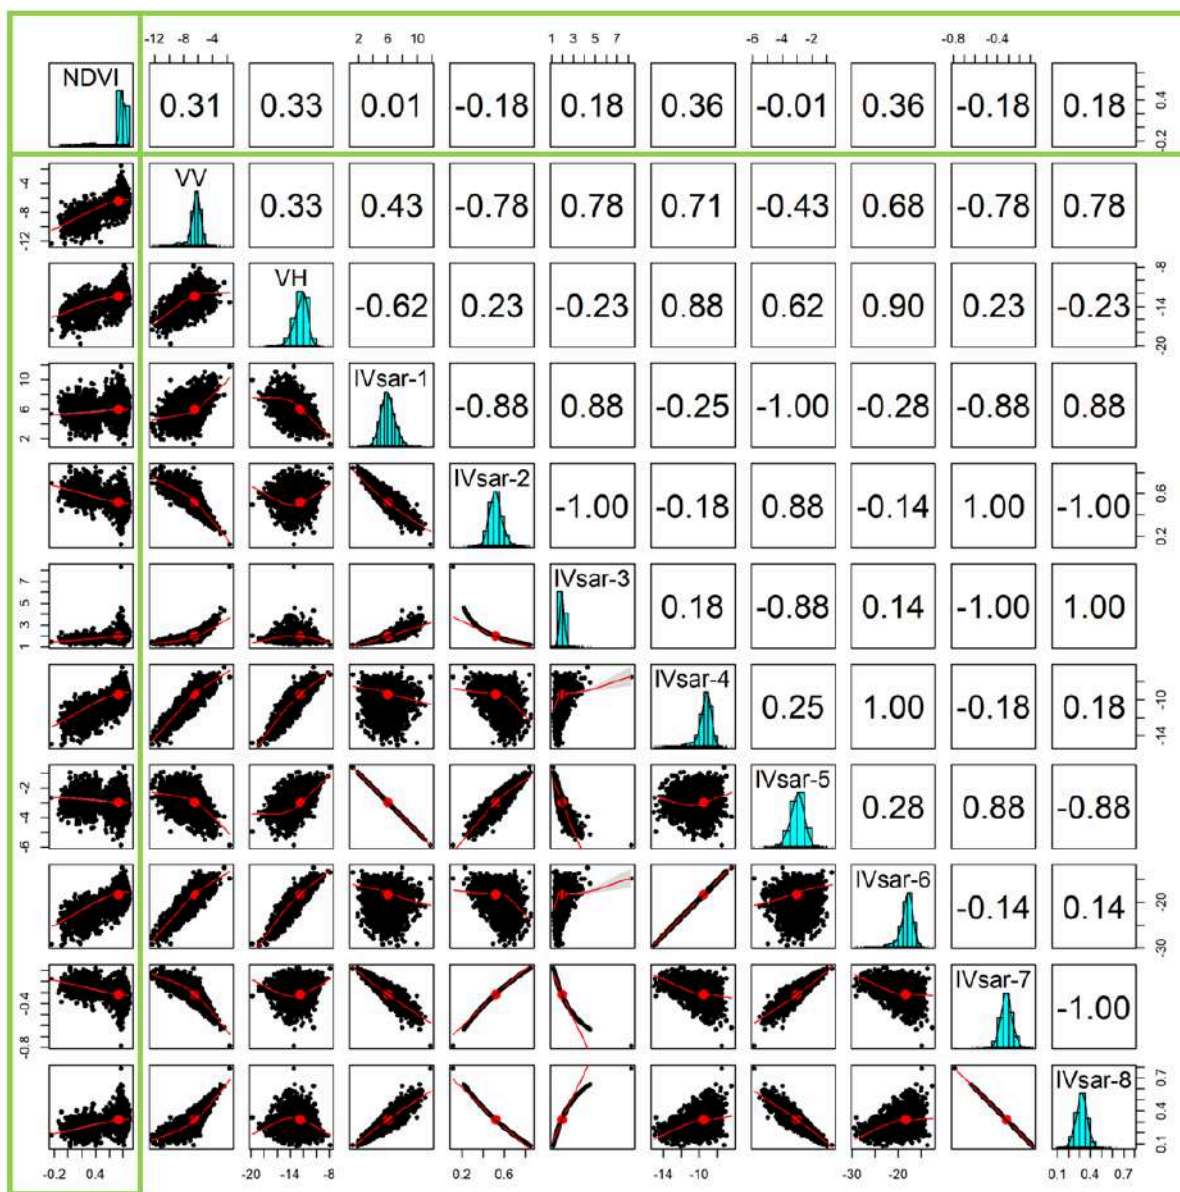 -12 -8 -4 2 6 10 1 3 5 7 -6 -4 -2 -0.8 -0.4
NDVI 0.31 0.33 0.01 -0.18 0.18 0.36 -0.01 0.36 -0.18 0.18 -0.2 0.4
-12 -8 -4 VV 0.33 0.43 -0.78 0.78 0.71 -0.43 0.68 -0.78 0.78
VH -0.62 0.23 -0.23 0.88 0.62 0.90 0.23 -0.23 -20 -14 -8
2 6 10 IVsar-1 -0.88 0.88 -0.25 -1.00 -0.28 -0.88 0.88
IVsar-2 -1.00 -0.18 0.88 -0.14 1.00 -1.00 0.2 0.6
1 3 5 7 IVsar-3 0.18 -0.88 0.14 -1.00 1.00
IVsar-4 0.25 1.00 -0.18 0.18 -14 -10
-6 -4 -2 IVsar-5 0.28 0.88 -0.88
IVsar-6 -0.14 0.14 -30 -20
-0.8 -0.4 IVsar-7 -1.00
IVsar-8 0.1 0.4 0.7
-0.2 0.4 -20 -14 -8 0.2 0.6 -14 -10 -30 -20 0.1 0.4 0.7